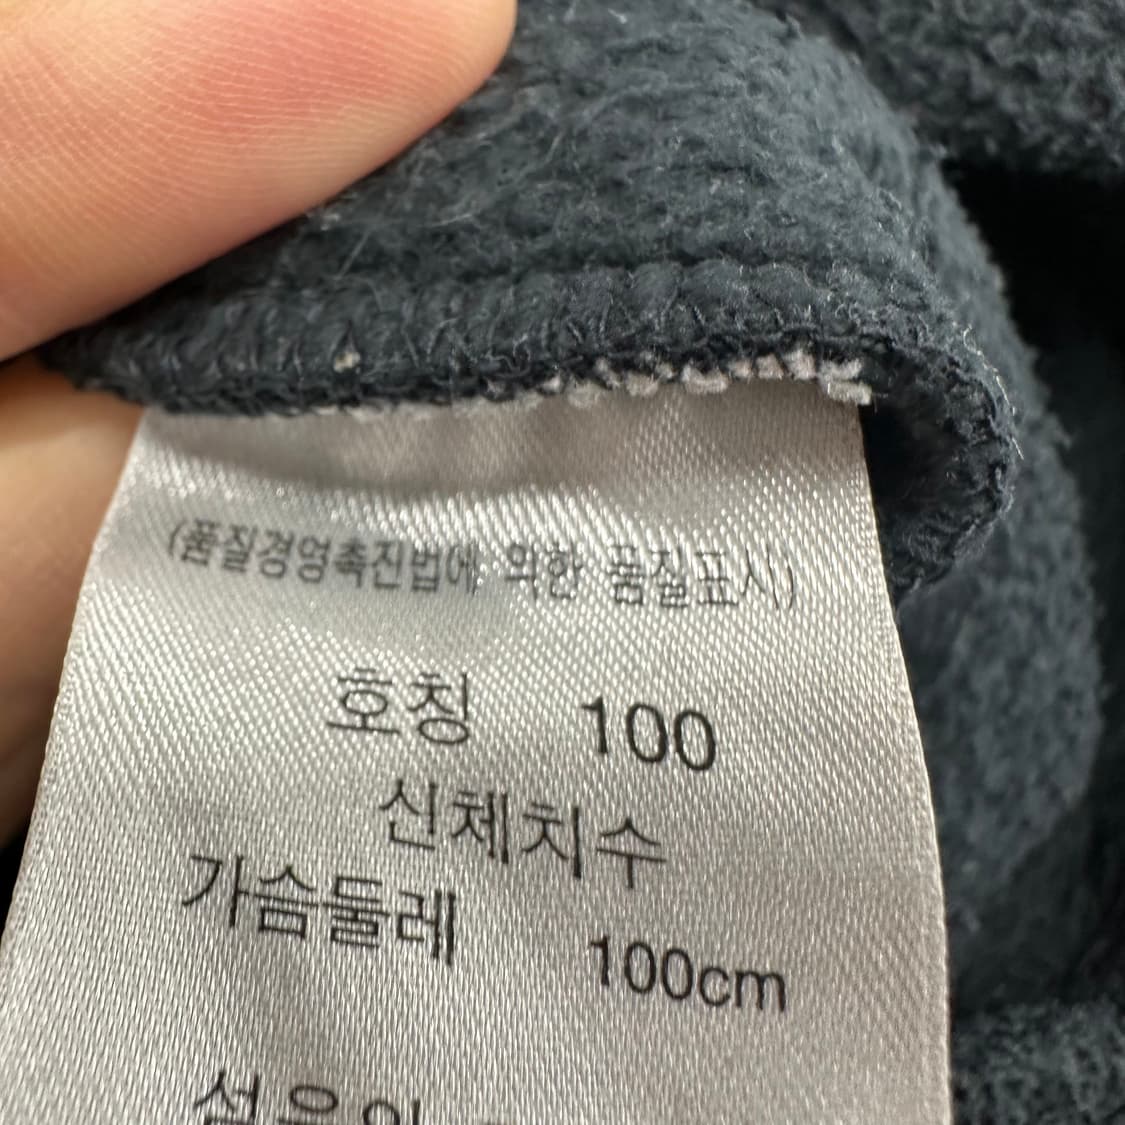 (품질경영촉진법에 의한 품질표시)
호칭 100
신체치수
가슴둘레 100cm